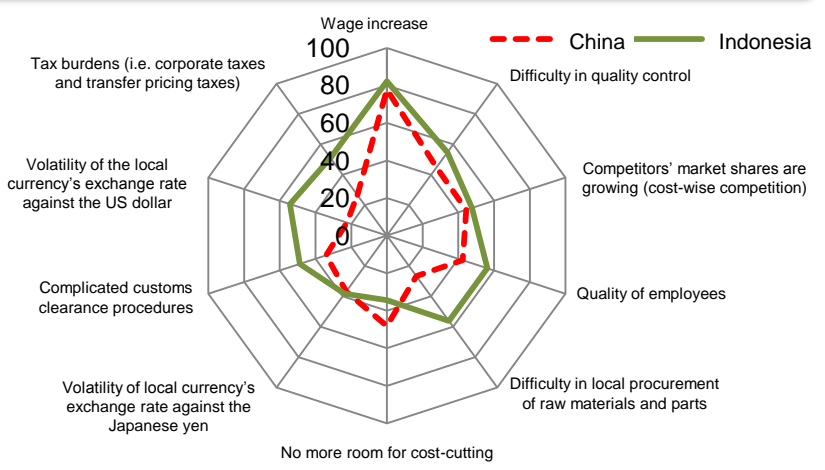 Wage increase
China
Indonesia
100
80
60
40
20
0
Difficulty in quality control
Competitors’ market shares are
growing (cost-wise competition)
Quality of employees
Difficulty in local procurement
of raw materials and parts
No more room for cost-cutting
Volatility of local currency’s
exchange rate against the
Japanese yen
Complicated customs
clearance procedures
Volatility of the local
currency’s exchange rate
against the US dollar
Tax burdens (i.e. corporate taxes
and transfer pricing taxes)